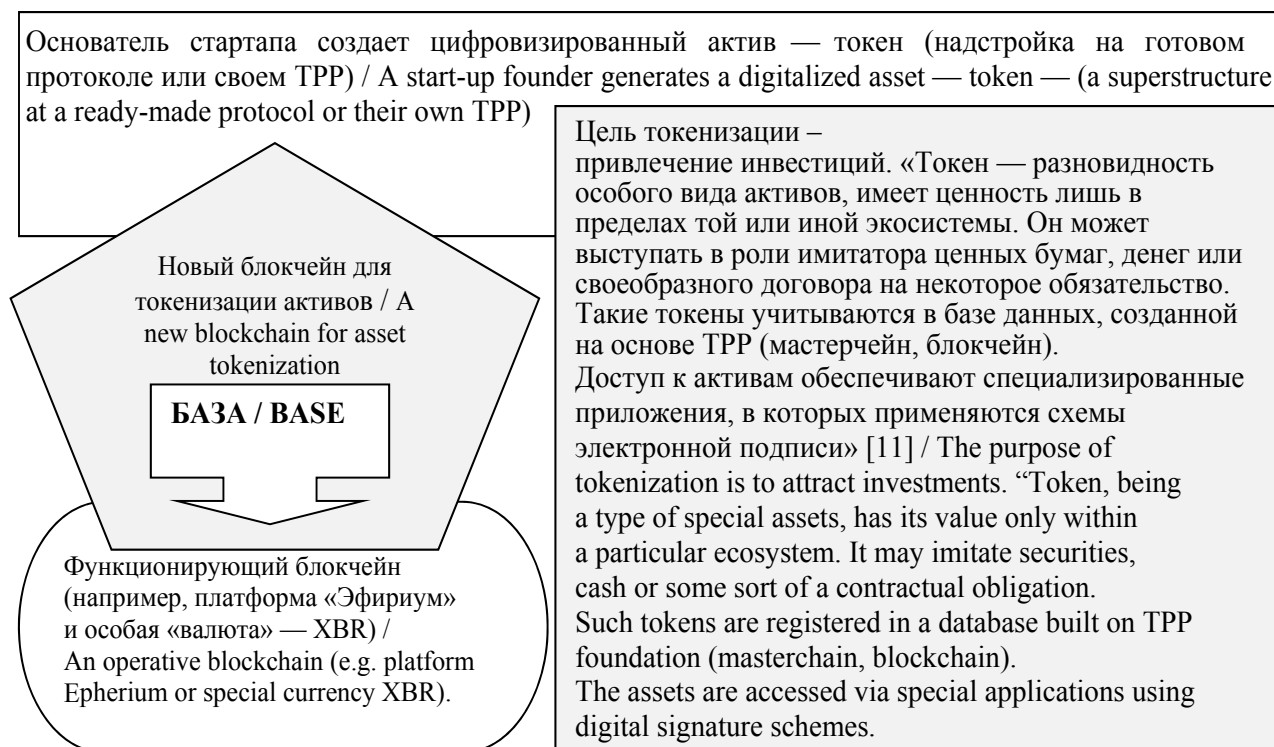 Основатель стартапа создает цифровизированный актив — токен (надстройка на готовом
протоколе или своем ТРР) / A start-up founder generates a digitalized asset — token — (a superstructure
at a ready-made protocol or their own TPP)
Новый блокчейн для
токенизации активов / A
new blockchain for asset
tokenization
БАЗА / BASE
Функционирующий блокчейн
(например, платформа «Эфириум»
и особая «валюта» — XBR) /
An operative blockchain (e.g. platform
Epherium or special currency XBR).
Цель токенизации –
привлечение инвестиций. «Токен — разновидность
особого вида активов, имеет ценность лишь в
пределах той или иной экосистемы. Он может
выступать в роли имитатора ценных бумаг, денег или
своеобразного договора на некоторое обязательство.
Такие токены учитываются в базе данных, созданной
на основе ТРР (мастерчейн, блокчейн).
Доступ к активам обеспечивают специализированные
приложения, в которых применяются схемы
электронной подписи» [11] / The purpose of
tokenization is to attract investments. “Token, being
a type of special assets, has its value only within
a particular ecosystem. It may imitate securities,
cash or some sort of a contractual obligation.
Such tokens are registered in a database built on TPP
foundation (masterchain, blockchain).
The assets are accessed via special applications using
digital signature schemes.